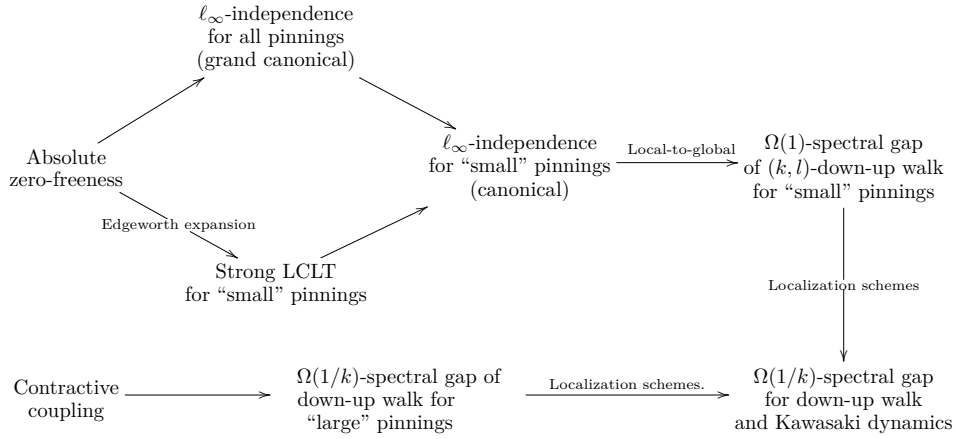 ℓ∞-independence
for all pinnings
(grand canonical)
Absolute
zero-freeness
ℓ∞-independence
for “small” pinnings
(canonical)
Local-to-global
Ω(1)-spectral gap
of (k, l)-down-up walk
for “small” pinnings
Edgeworth expansion
Strong LCLT
for “small” pinnings
Localization schemes
Contractive
coupling
Ω(1/k)-spectral gap of
down-up walk for
“large” pinnings
Localization schemes.
Ω(1/k)-spectral gap
for down-up walk
and Kawasaki dynamics